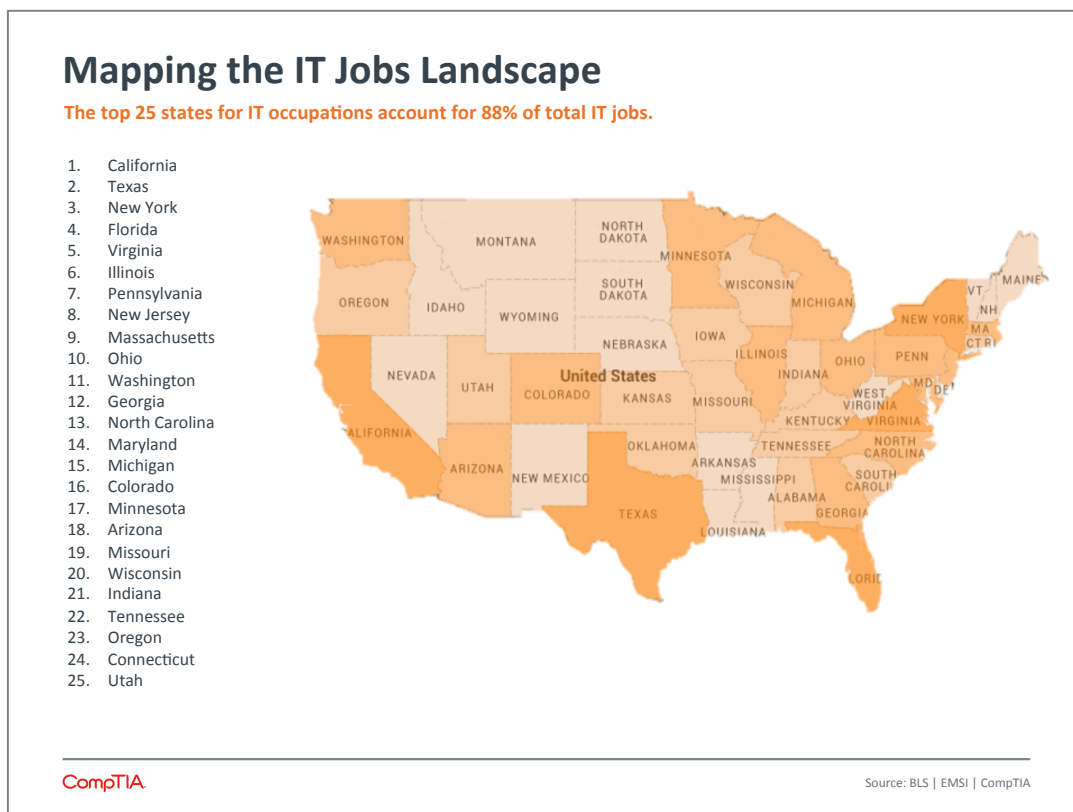 Mapping the IT Jobs Landscape
The top 25 states for IT occupations account for 88% of total IT jobs.
1. California
2. Texas
3. New York
4. Florida
5. Virginia
6. Illinois
7. Pennsylvania
8. New Jersey
9. Massachusetts
10. Ohio
11. Washington
12. Georgia
13. North Carolina
14. Maryland
15. Michigan
16. Colorado
17. Minnesota
18. Arizona
19. Missouri
20. Wisconsin
21. Indiana
22. Tennessee
23. Oregon
24. Connecticut
25. Utah
WASHINGTON
MONTANA
NORTH
DAKOTA
MINNESOTA
MAINE
VT
NH
OREGON
IDAHO
SOUTH
DAKOTA
WISCONSIN
MICHIGAN
NEW YORK
WYOMING
MA
CT RI
IOWA
NEBRASKA
ILLINOIS
INDIANA
OHIO
PENN
NEVADA
UTAH
United States
COLORADO
KANSAS
MISSOURI
WEST
VIRGINIA
MD
DE
KENTUCKY
VIRGINIA
ALIFORNIA
OKLAHOMA
TENNESSEE
NORTH
CAROLINA
ARIZONA
NEW MEXICO
ARKANSAS
MISSISSIPPI
ALABAMA
SOUTH
CAROLI
GEORGIA
TEXAS
LOUISIANA
LORID
CompTIA
Source: BLS | EMSI | CompTIA